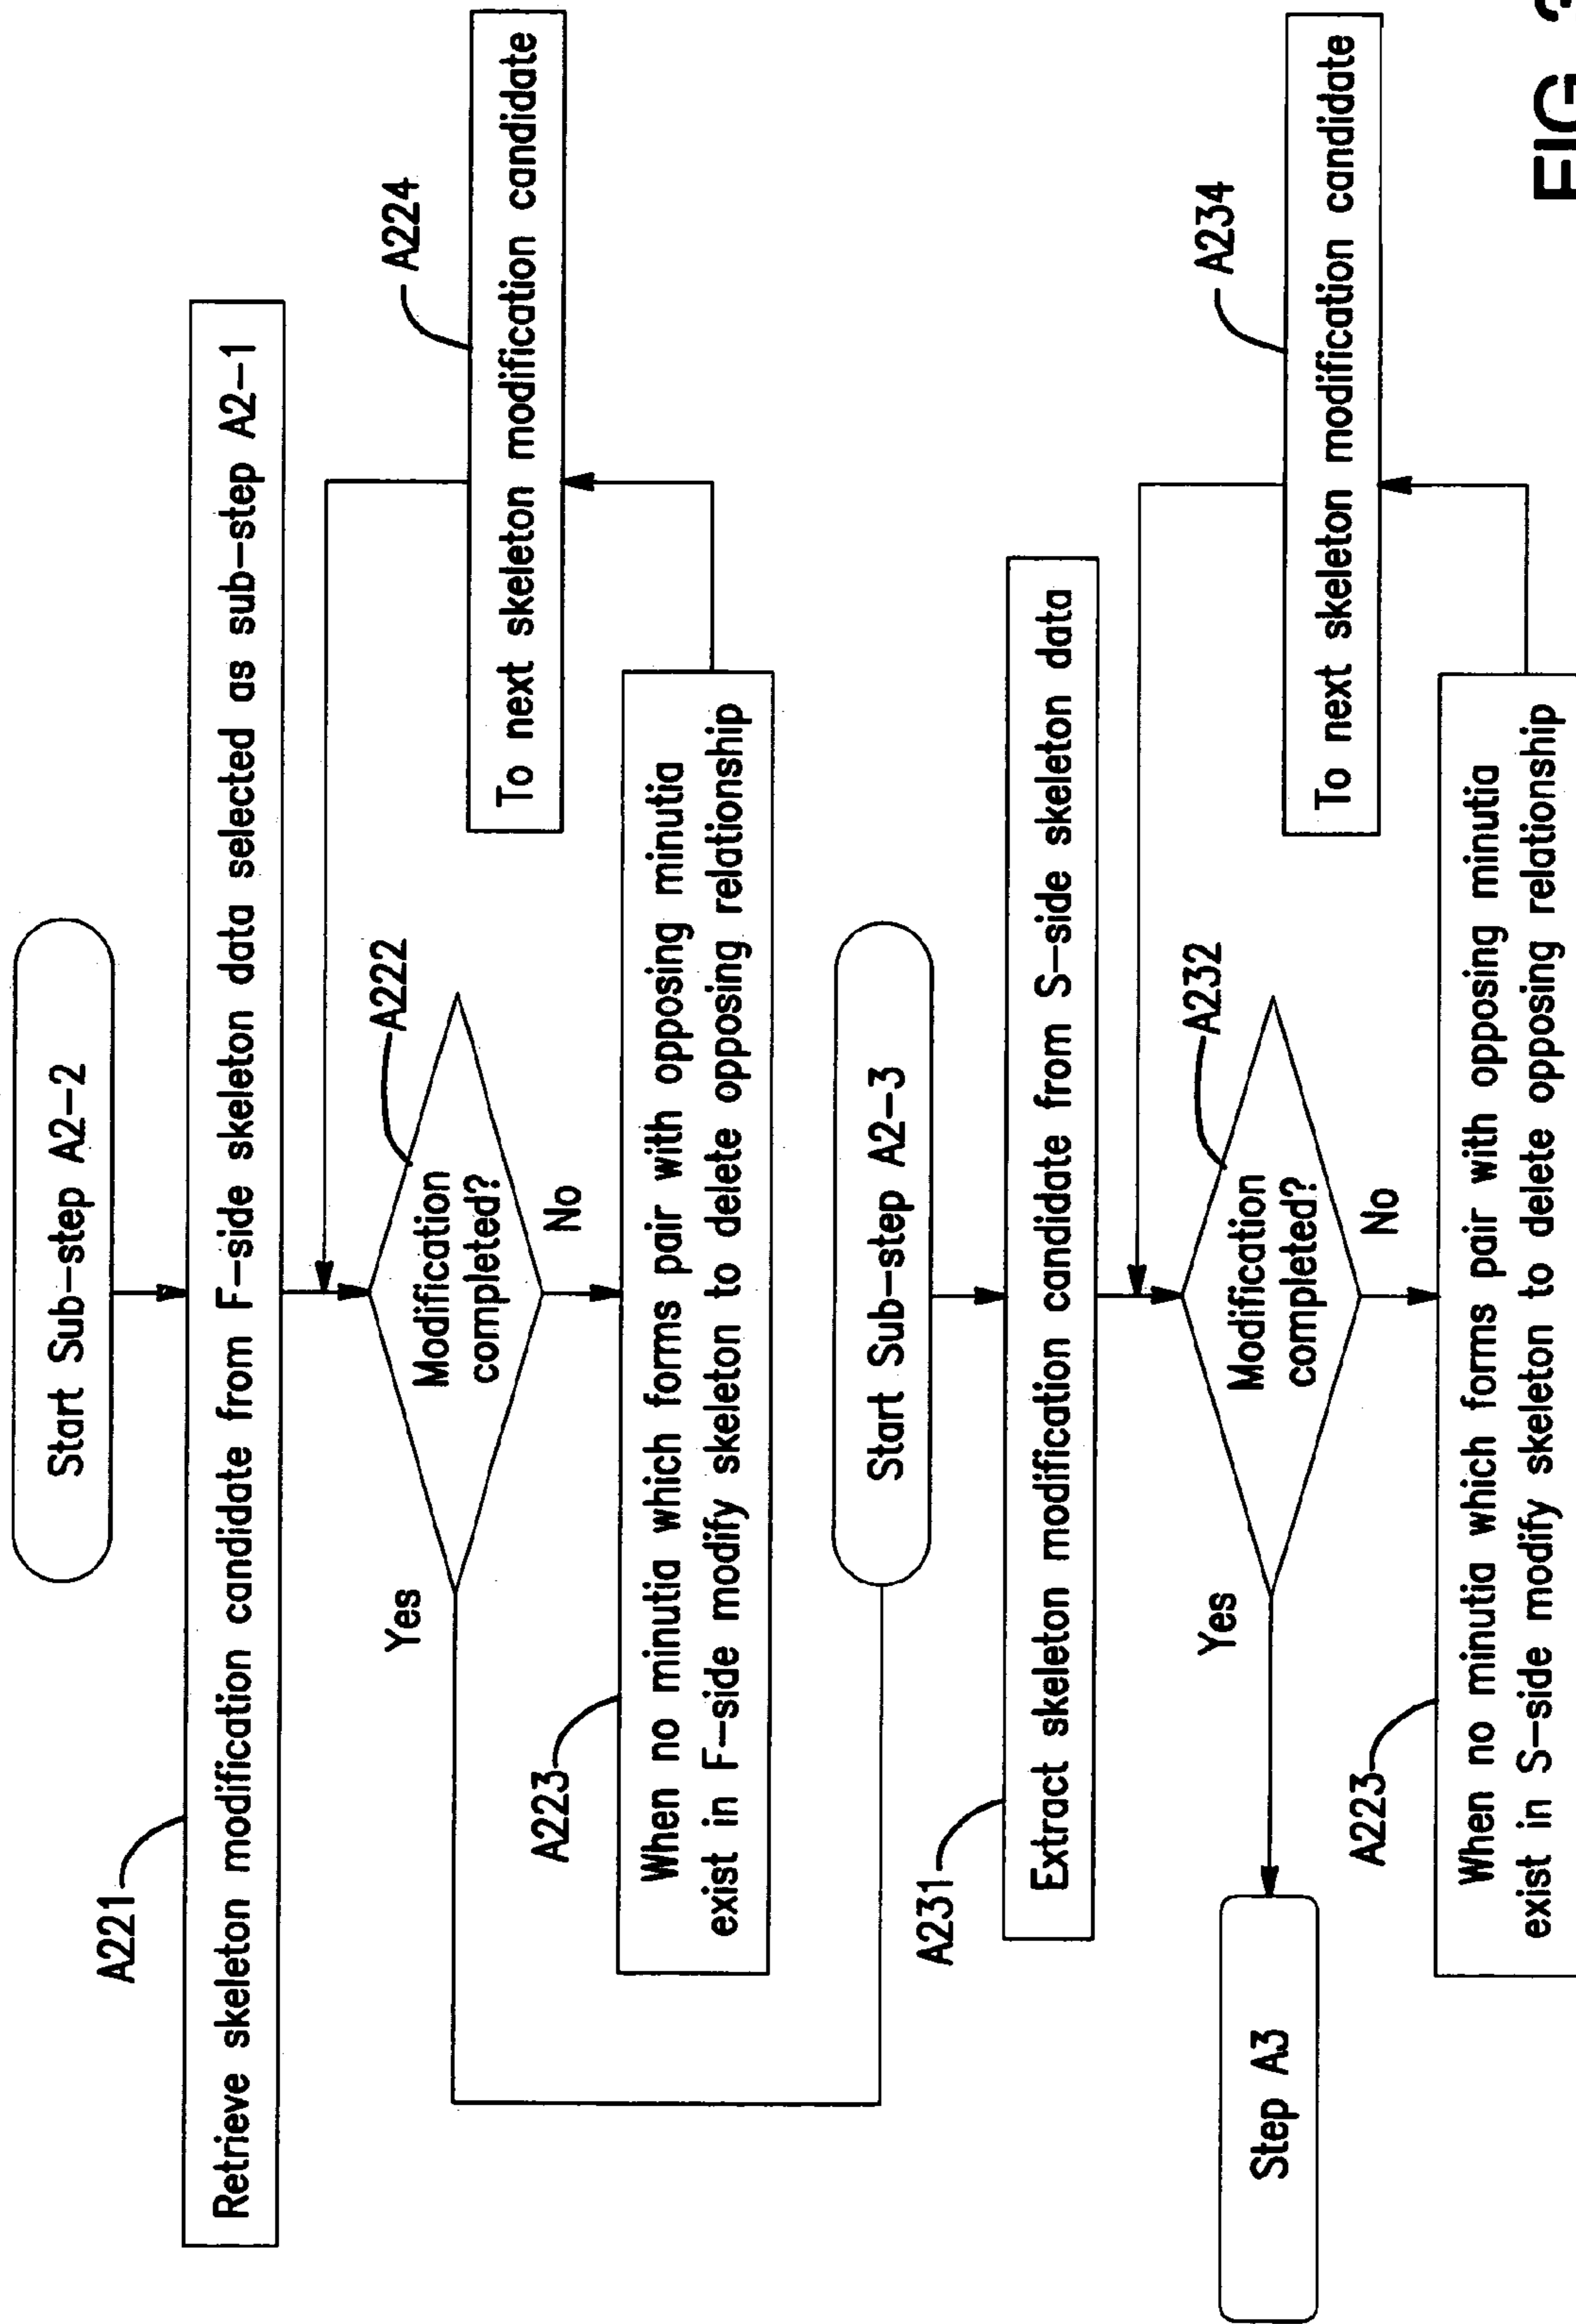 Start Sub-step A2-2
A221
Retrieve skeleton modification candidate from F-side skeleton data selected as sub-step A2-1
A222
Modification
completed?
Yes
No
A224
To next skeleton modification candidate
A223
When no minutia which forms pair with opposing minutia
exist in F-side modify skeleton to delete opposing relationship
Start Sub-step A2-3
A231
Extract skeleton modification candidate from S-side skeleton data
A232
Modification
completed?
Yes
No
A234
To next skeleton modification candidate
Step A3
A223
When no minutia which forms pair with opposing minutia
exist in S-side modify skeleton to delete opposing relationship
FIG